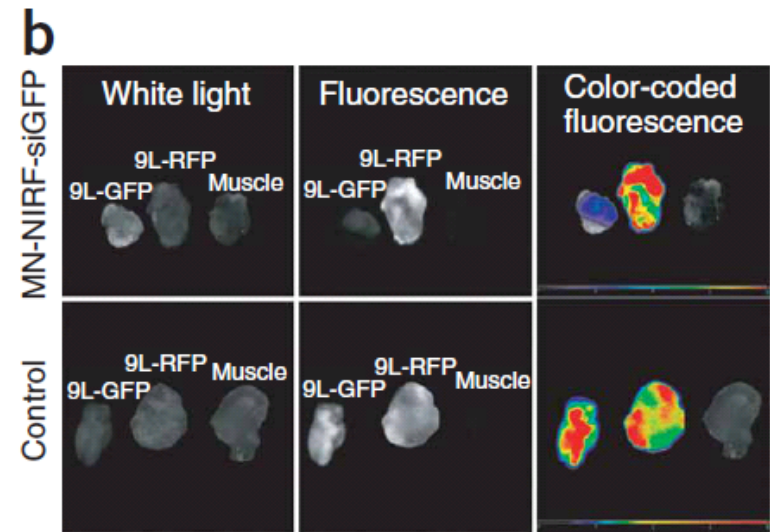 b
MN-NIRF-siGFP
White light
9L-RFP
9L-GFP
Muscle
Fluorescence
9L-RFP
9L-GFP
Muscle
Color-coded
fluorescence
Control
9L-RFP
9L-GFP
Muscle
9L-RFP
9L-GFP
Muscle